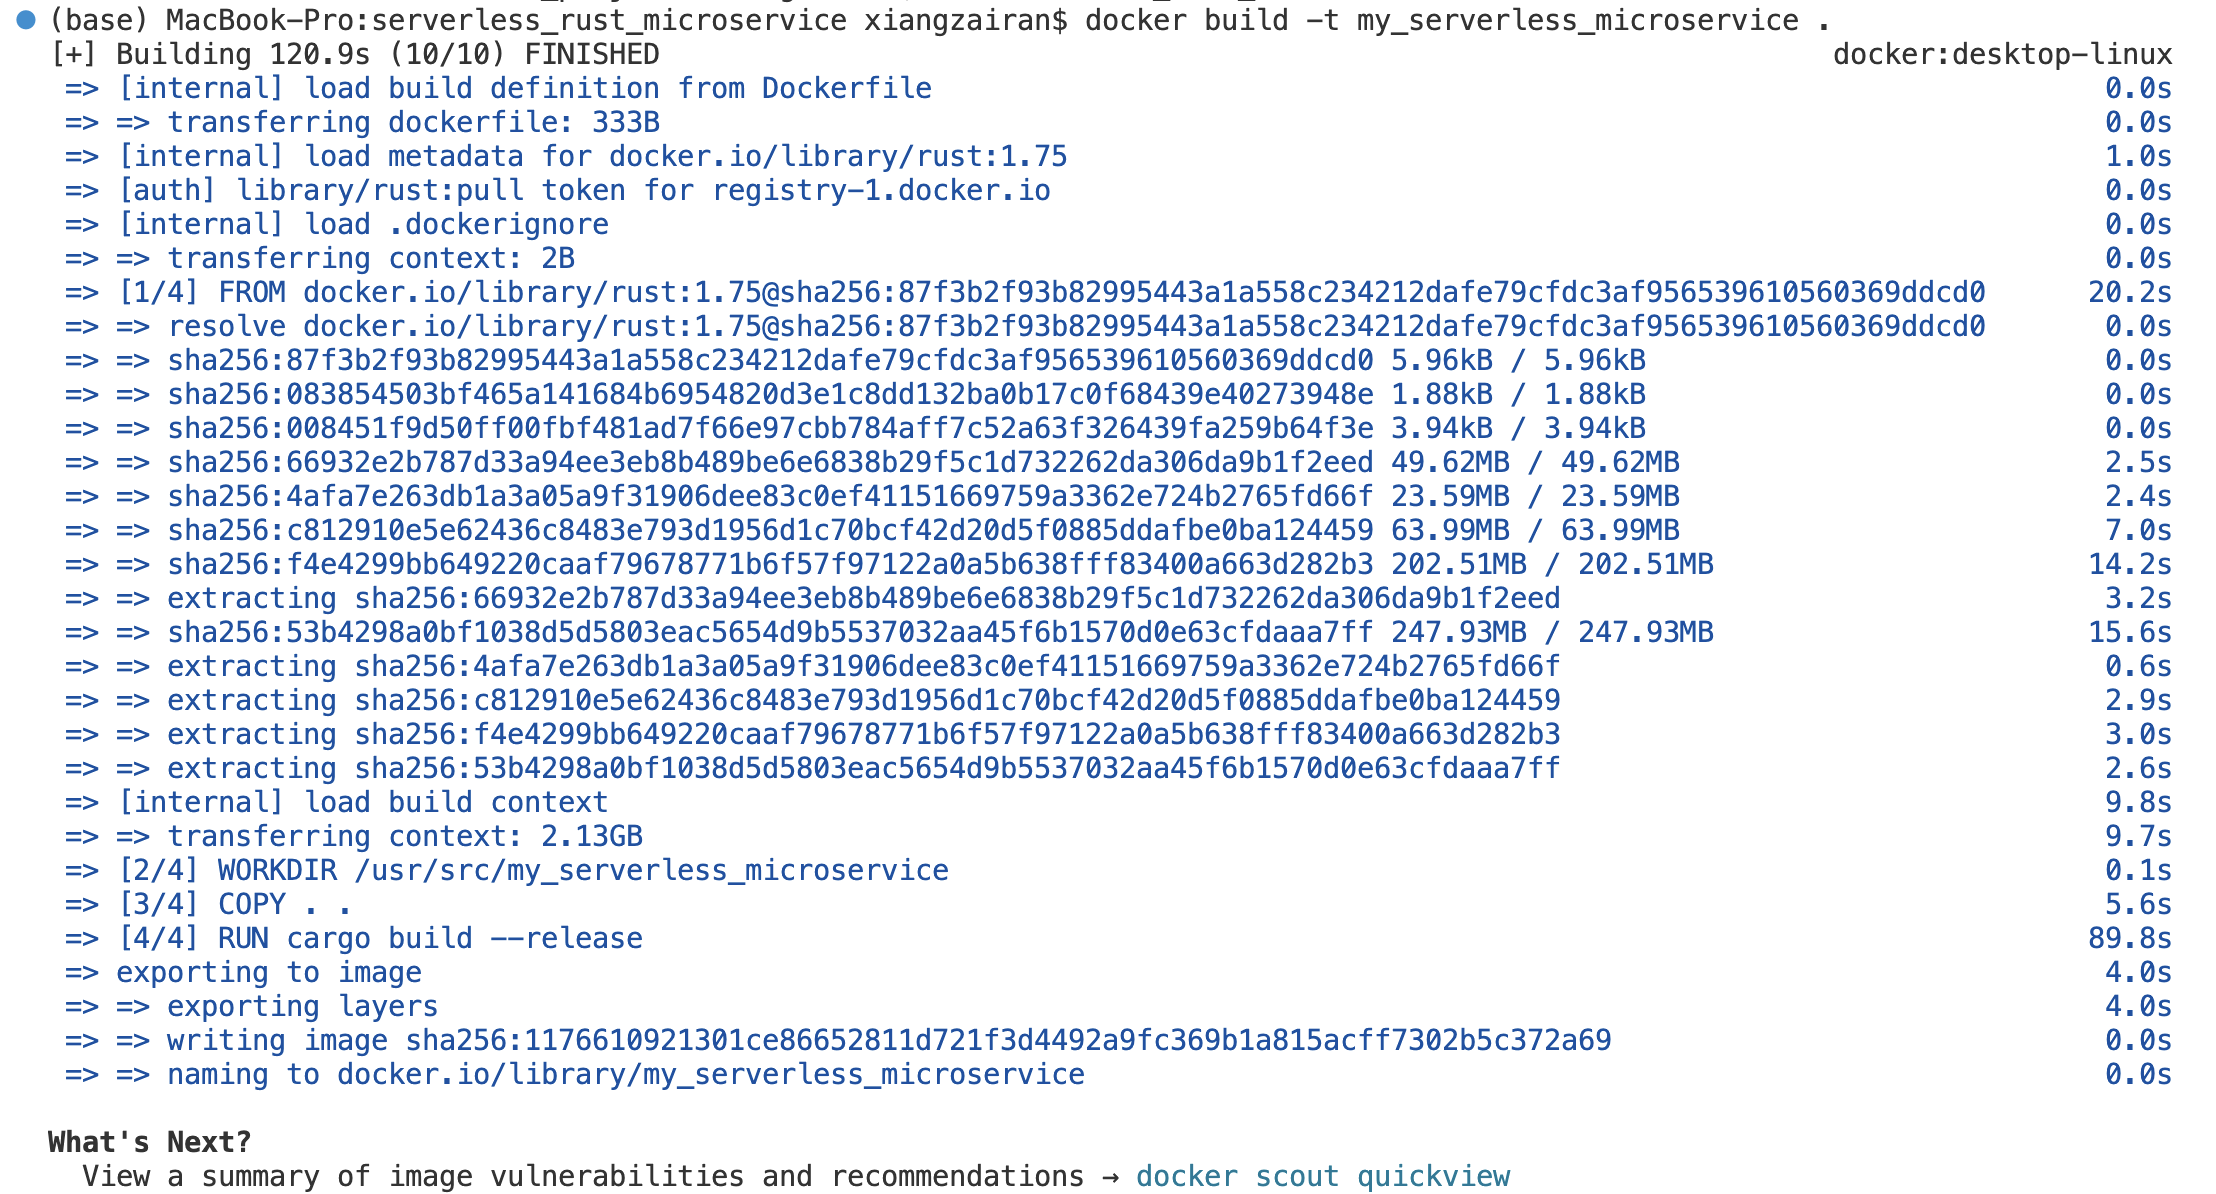 (base) MacBook-Pro:serverless_rust_microservice xiangzairan$ docker build -t my_serverless_microservice .
[+] Building 120.9s (10/10) FINISHED docker:desktop-linux
=> [internal] load build definition from Dockerfile 0.0s
=> => transferring dockerfile: 333B 0.0s
=> [internal] load metadata for docker.io/library/rust:1.75 1.0s
=> [auth] library/rust:pull token for registry-1.docker.io 0.0s
=> [internal] load .dockerignore 0.0s
=> => transferring context: 2B 0.0s
=> [1/4] FROM docker.io/library/rust:1.75@sha256:87f3b2f93b82995443a1a558c234212dafe79cfdc3af956539610560369ddcd0 20.2s
=> => resolve docker.io/library/rust:1.75@sha256:87f3b2f93b82995443a1a558c234212dafe79cfdc3af956539610560369ddcd0 0.0s
=> => sha256:87f3b2f93b82995443a1a558c234212dafe79cfdc3af956539610560369ddcd0 5.96kB / 5.96kB 0.0s
=> => sha256:083854503bf465a141684b6954820d3e1c8dd132ba0b17c0f68439e40273948e 1.88kB / 1.88kB 0.0s
=> => sha256:008451f9d50ff00fbf481ad7f66e97cbb784aff7c52a63f326439fa259b64f3e 3.94kB / 3.94kB 0.0s
=> => sha256:66932e2b787d33a94ee3eb8b489be6e6838b29f5c1d732262da306da9b1f2eed 49.62MB / 49.62MB 2.5s
=> => sha256:4afa7e263db1a3a05a9f31906dee83c0ef41151669759a3362e724b2765fd66f 23.59MB / 23.59MB 2.4s
=> => sha256:c812910e5e62436c8483e793d1956d1c70bcf42d20d5f0885ddafbe0ba124459 63.99MB / 63.99MB 7.0s
=> => sha256:f4e4299bb649220caaf79678771b6f57f97122a0a5b638fff83400a663d282b3 202.51MB / 202.51MB 14.2s
=> => extracting sha256:66932e2b787d33a94ee3eb8b489be6e6838b29f5c1d732262da306da9b1f2eed 3.2s
=> => sha256:53b4298a0bf1038d5d5803eac5654d9b5537032aa45f6b1570d0e63cfdaaa7ff 247.93MB / 247.93MB 15.6s
=> => extracting sha256:4afa7e263db1a3a05a9f31906dee83c0ef41151669759a3362e724b2765fd66f 0.6s
=> => extracting sha256:c812910e5e62436c8483e793d1956d1c70bcf42d20d5f0885ddafbe0ba124459 2.9s
=> => extracting sha256:f4e4299bb649220caaf79678771b6f57f97122a0a5b638fff83400a663d282b3 3.0s
=> => extracting sha256:53b4298a0bf1038d5d5803eac5654d9b5537032aa45f6b1570d0e63cfdaaa7ff 2.6s
=> [internal] load build context 9.8s
=> => transferring context: 2.13GB 9.7s
=> [2/4] WORKDIR /usr/src/my_serverless_microservice 0.1s
=> [3/4] COPY . . 5.6s
=> [4/4] RUN cargo build --release 89.8s
=> exporting to image 4.0s
=> => exporting layers 4.0s
=> => writing image sha256:1176610921301ce86652811d721f3d4492a9fc369b1a815acff7302b5c372a69 0.0s
=> => naming to docker.io/library/my_serverless_microservice 0.0s
What's Next?
View a summary of image vulnerabilities and recommendations → docker scout quickview